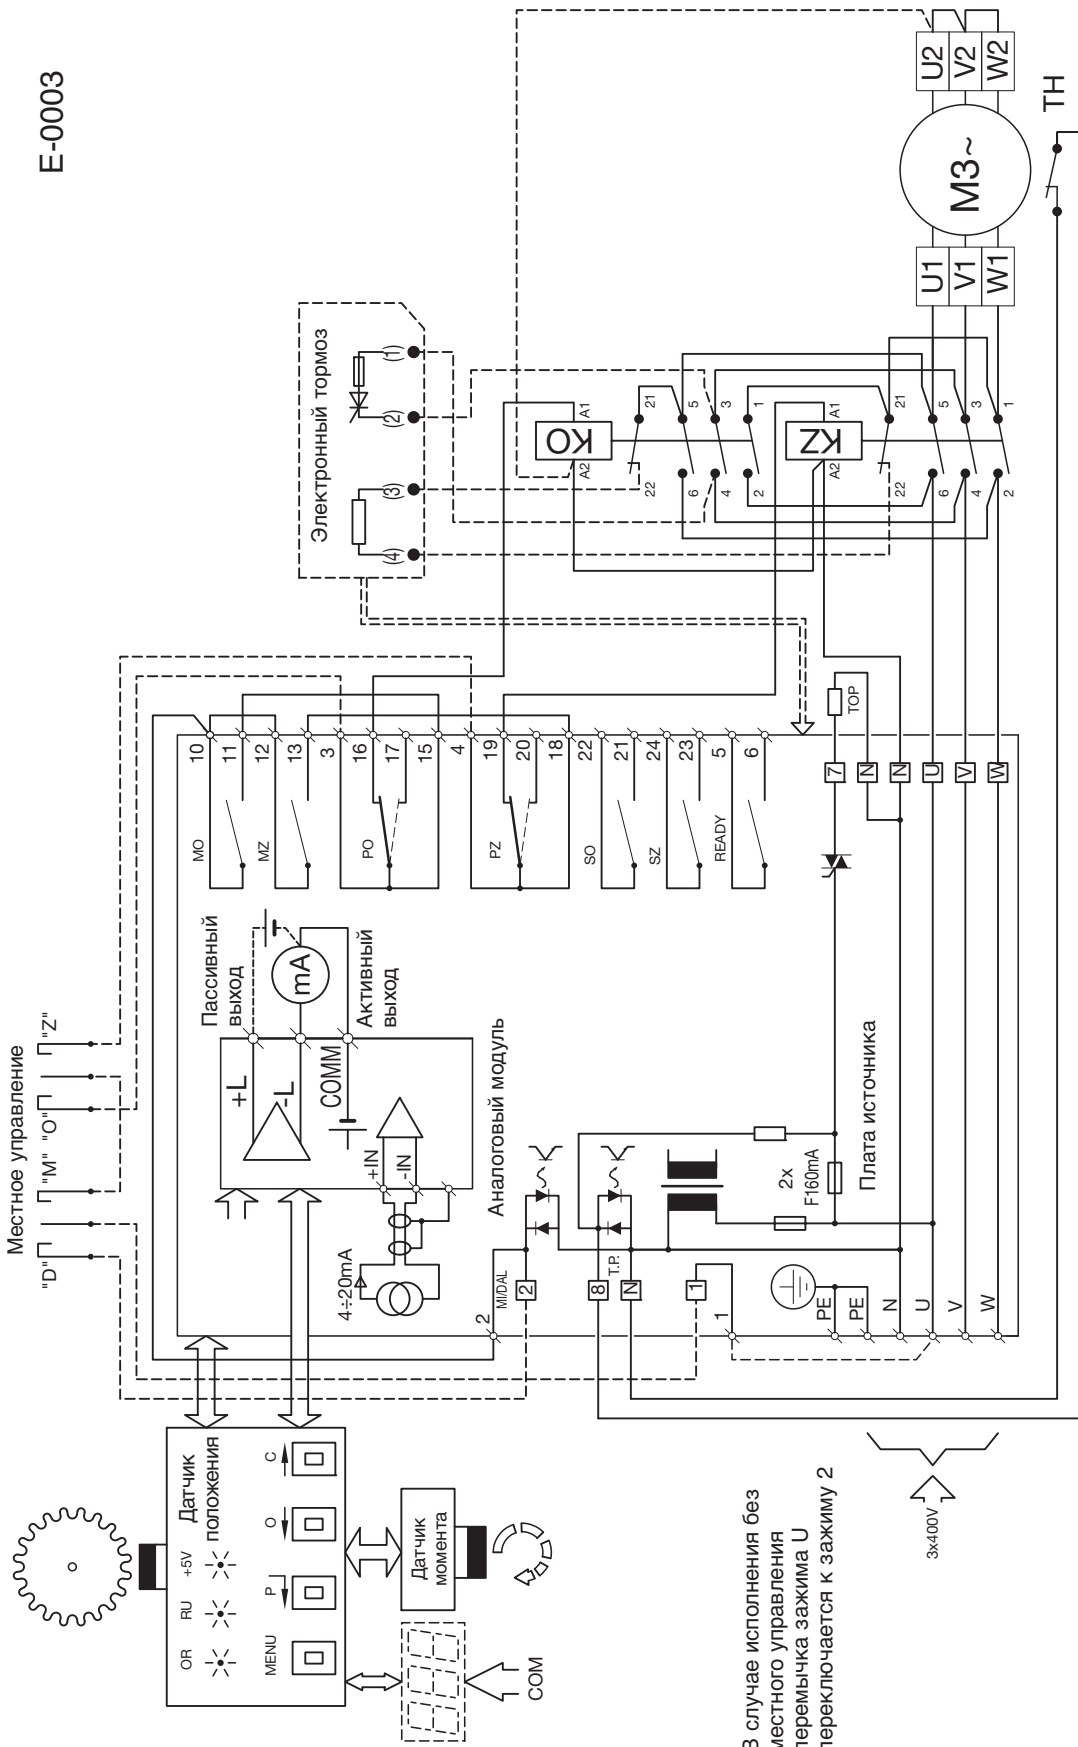 E-0003
Местное управление
"D"
"M"
"O"
"Z"
Датчик
положения
OR
RU
+5V
MENU
P
O
C
Датчик
момента
COM
Пассивный
выход
mA
Активный
выход
+L
-L
COMM
+IN
-IN
4÷20mA
Аналоговый модуль
MO
MZ
PO
PZ
SO
SZ
READY
10
11
12
13
3
16
17
15
4
19
20
18
22
21
24
23
5
6
Электронный тормоз
(4)
(3)
(2)
(1)
KO
A2
A1
22
21
6
5
4
3
2
1
KZ
A2
A1
22
21
6
5
4
3
2
1
U1
V1
W1
M3~
U2
V2
W2
TH
TOP
7
N
N
U
V
W
2
MI/DAL
2
8
T.P.
N
1
1
2x
F160mA
Плата источника
PE
PE
N
U
V
W
3x400V
В случае исполнения без
местного управления
перемычка зажима U
переключается к зажиму 2